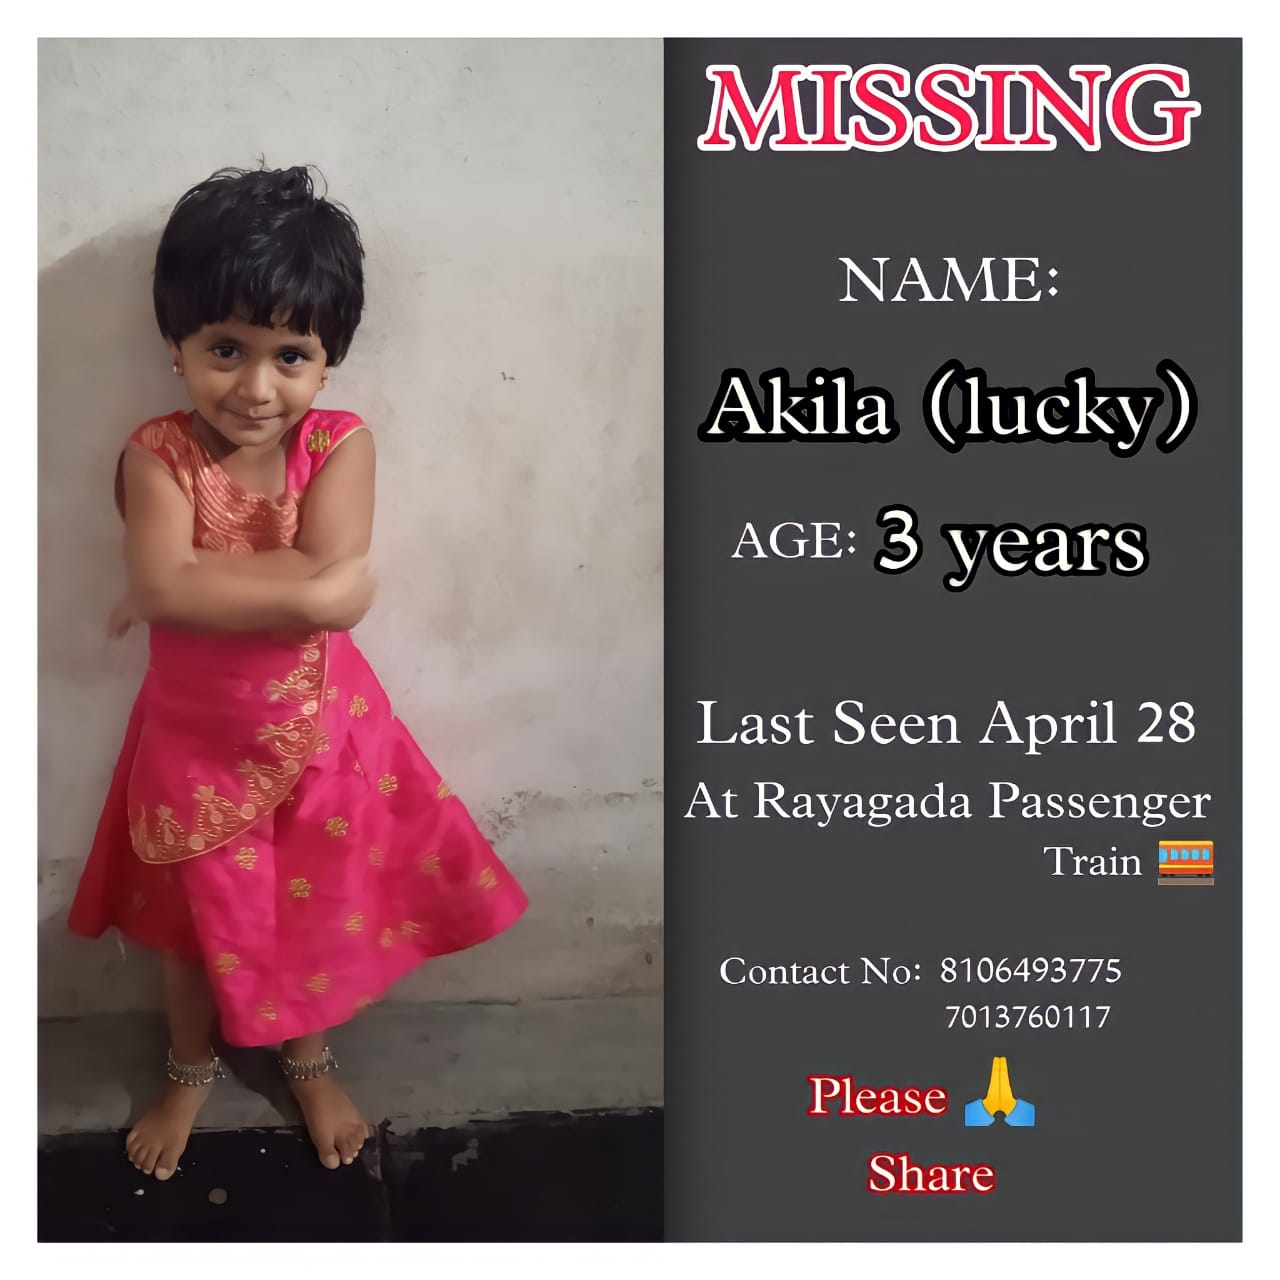 MISSING
NAME:
Akila (lucky)
AGE: 3 years
Last Seen April 28
At Rayagada Passenger
Train 🚃
Contact No: 8106493775
7013760117
Please 🙏
Share